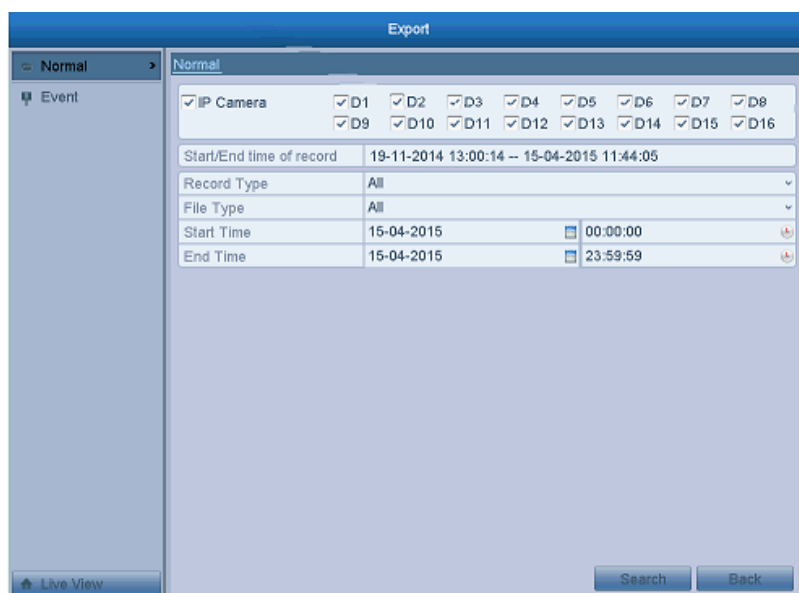 Export
Normal
Event
Live View
Normal
IP Camera D1 D2 D3 D4 D5 D6 D7 D8
D9 D10 D11 D12 D13 D14 D15 D16
Start/End time of record 19-11-2014 13:00:14 -- 15-04-2015 11:44:05
Record Type All
File Type All
Start Time 15-04-2015 00:00:00
End Time 15-04-2015 23:59:59
Search Back